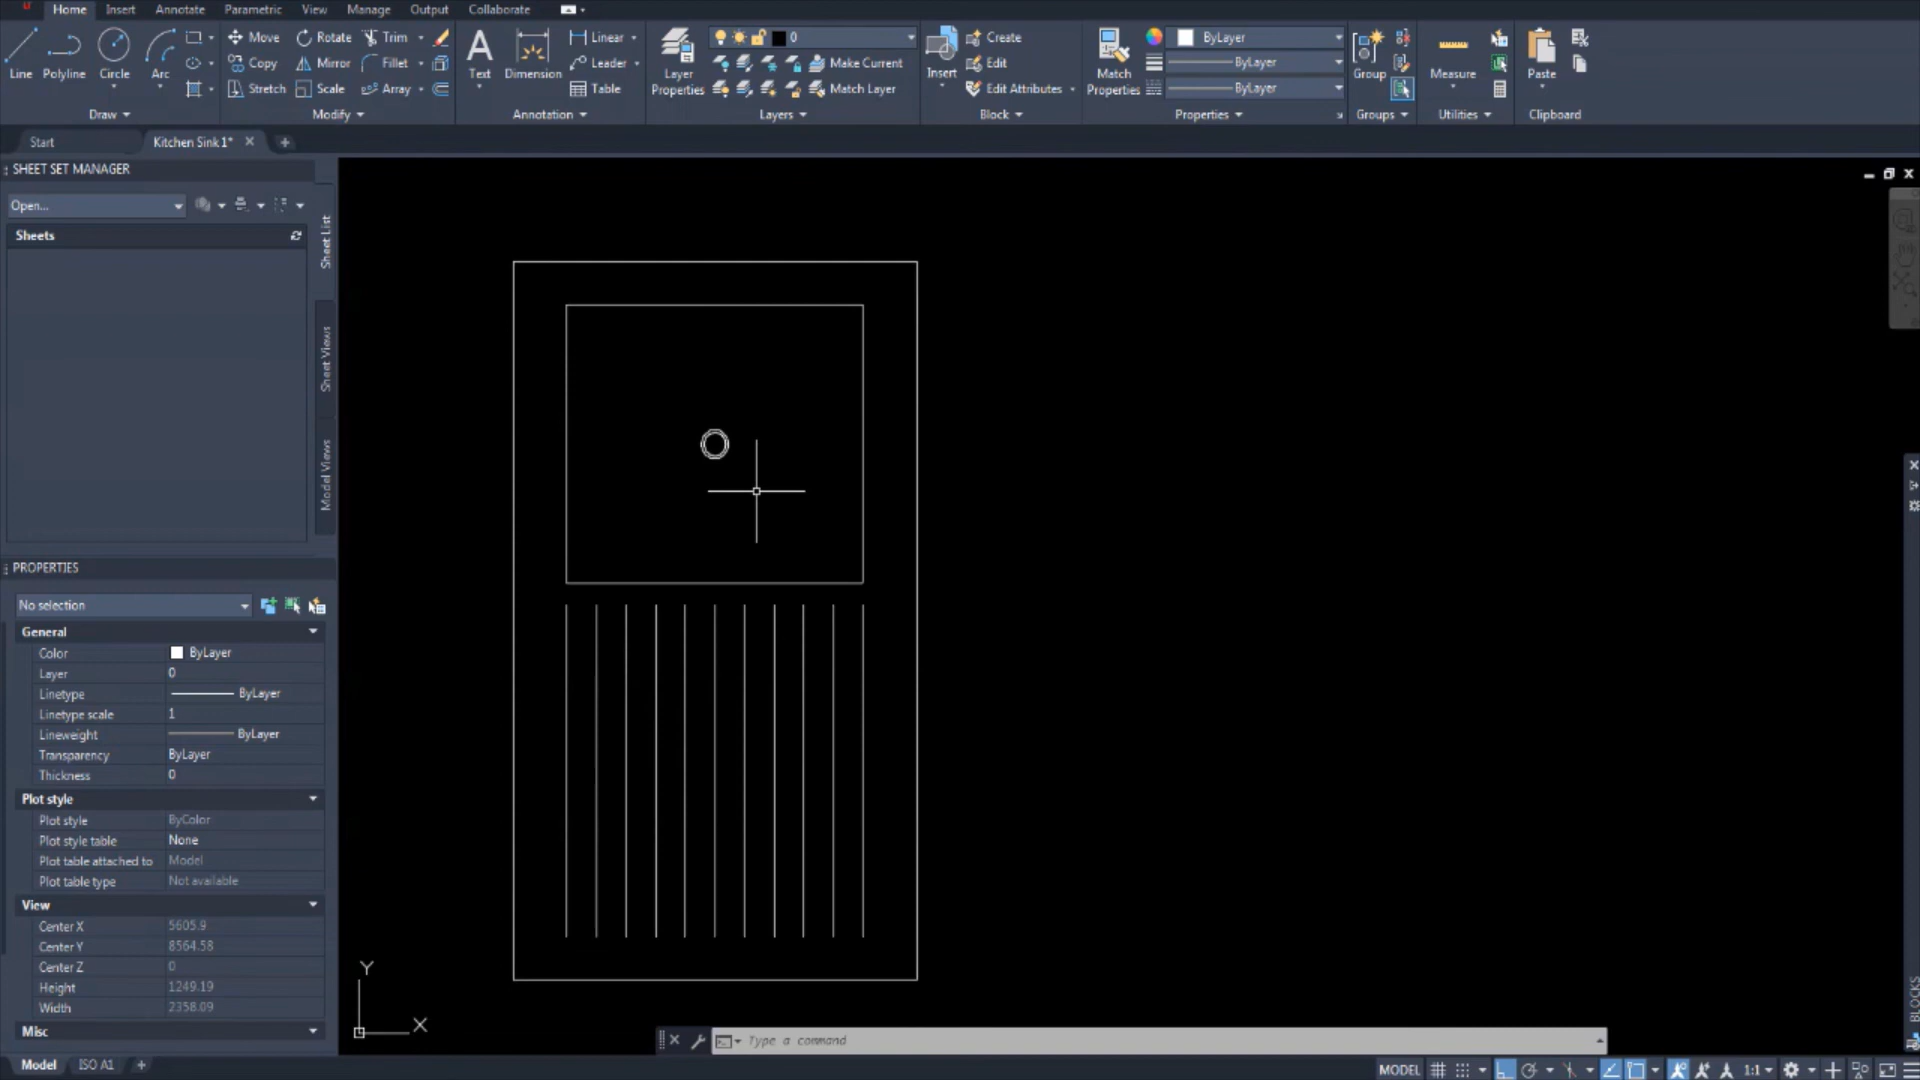 Home Insert Annotate Parametric View Manage Output Collaborate
Line Polyline Circle Arc
Move Rotate Trim
Copy Mirror Fillet
Stretch Scale Array
Text Dimension
Linear
Leader
Table
Layer Properties
0
Make Current
Match Layer
Insert
Create
Edit
Edit Attributes
Match Properties
ByLayer
ByLayer
ByLayer
Group
Measure
Paste
Draw Modify Annotation Layers Block Properties Groups Utilities Clipboard
Start Kitchen Sink1*
SHEET SET MANAGER
Open...
Sheets
Sheet List
Sheet Views
Model Views
PROPERTIES
No selection
General
Color ByLayer
Layer 0
Linetype ByLayer
Linetype scale 1
Lineweight ByLayer
Transparency ByLayer
Thickness 0
Plot style
Plot style ByColor
Plot style table None
Plot table attached to Model
Plot table type Not available
View
Center X 5605.9
Center Y 8564.58
Center Z 0
Height 1249.19
Width 2358.09
Misc
Y
X
Type a command
BLOCKS
Model ISO A1
MODEL 1:1